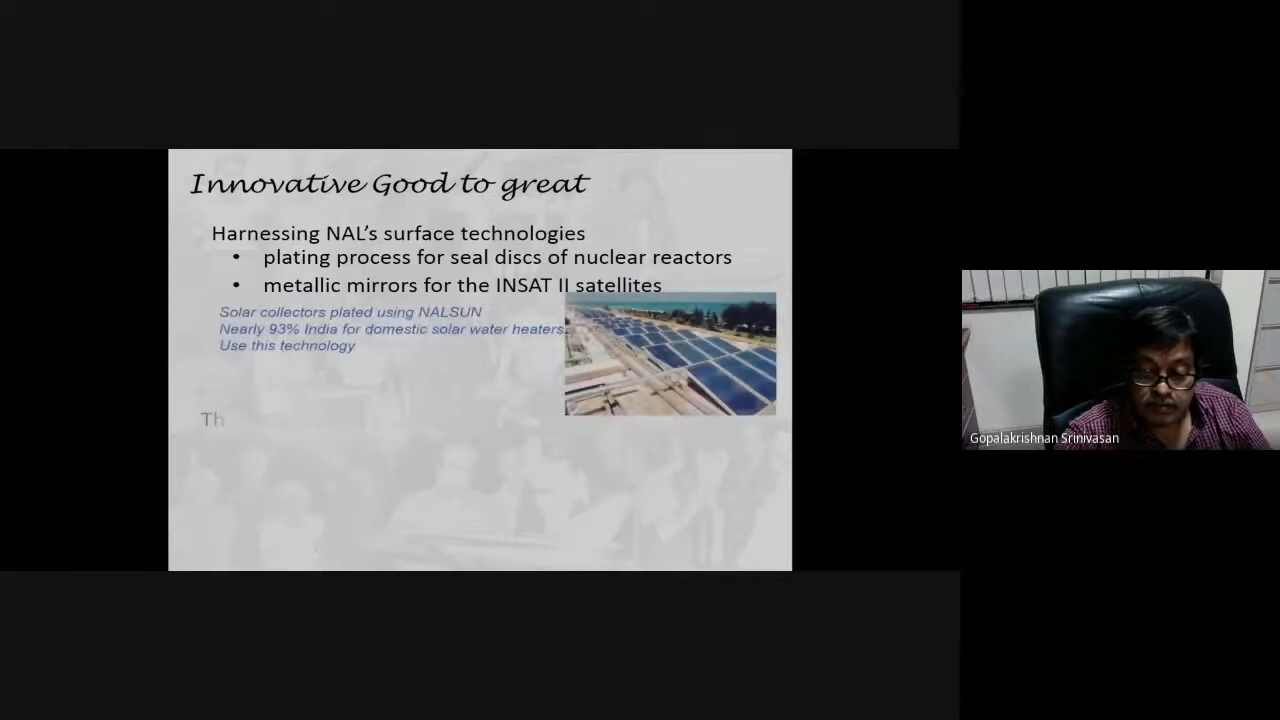 Innovative Good to great
Harnessing NAL's surface technologies
• plating process for seal discs of nuclear reactors
• metallic mirrors for the INSAT II satellites
Solar collectors plated using NALSUN
Nearly 93% India for domestic solar water heaters.
Use this technology
Th
Gopalakrishnan Srinivasan